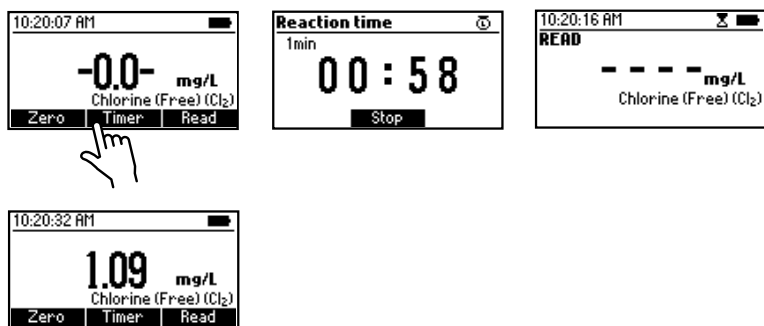 10:20:07 AM
-0.0- mg/L
Chlorine (Free) (Cl₂)
Zero Timer Read
Reaction time
1min
00:58
Stop
10:20:16 AM
READ
- - - - mg/L
Chlorine (Free) (Cl₂)
10:20:32 AM
1.09 mg/L
Chlorine (Free) (Cl₂)
Zero Timer Read